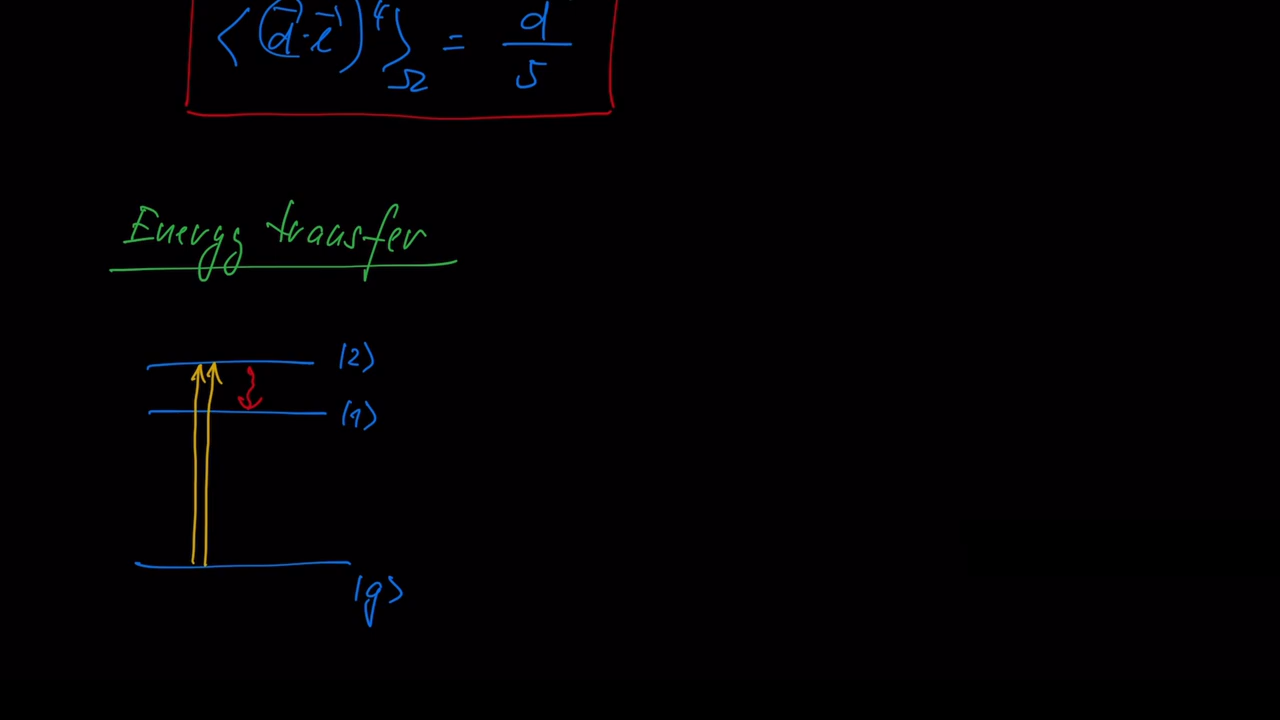 ⟨(d⃗·e⃗)⁴⟩_Ω = d/5
Energy transfer
|2⟩
|1⟩
|g⟩